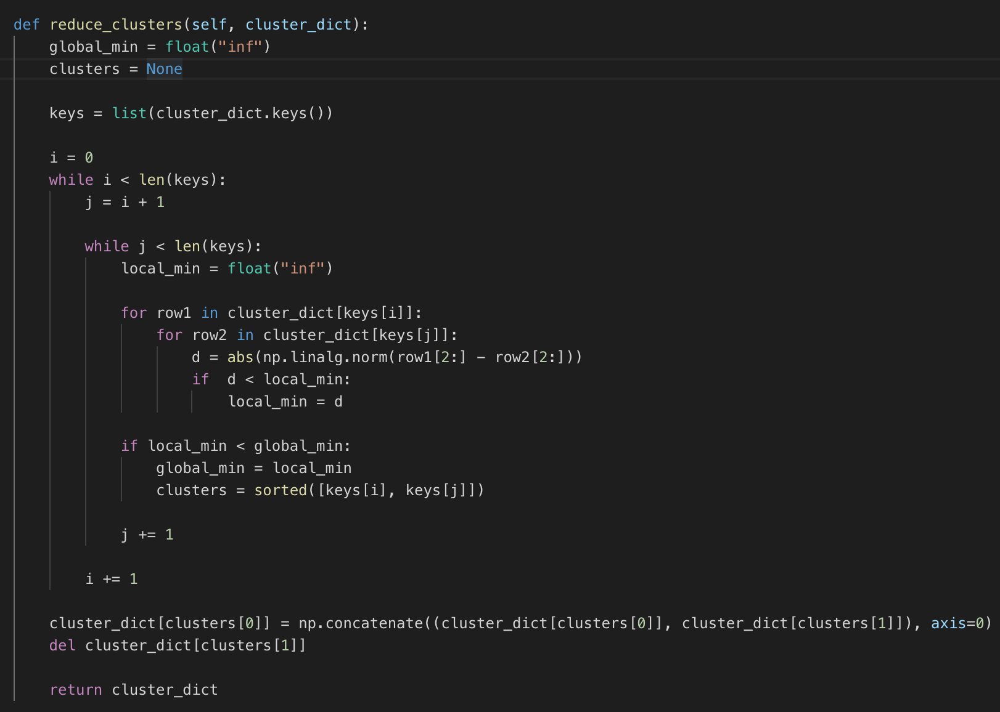 def reduce_clusters(self, cluster_dict):
    global_min = float("inf")
    clusters = None

    keys = list(cluster_dict.keys())

    i = 0
    while i < len(keys):
        j = i + 1

        while j < len(keys):
            local_min = float("inf")

            for row1 in cluster_dict[keys[i]]:
                for row2 in cluster_dict[keys[j]]:
                    d = abs(np.linalg.norm(row1[2:] - row2[2:]))
                    if  d < local_min:
                        local_min = d

            if local_min < global_min:
                global_min = local_min
                clusters = sorted([keys[i], keys[j]])

            j += 1

        i += 1

    cluster_dict[clusters[0]] = np.concatenate((cluster_dict[clusters[0]], cluster_dict[clusters[1]]), axis=0)
    del cluster_dict[clusters[1]]

    return cluster_dict